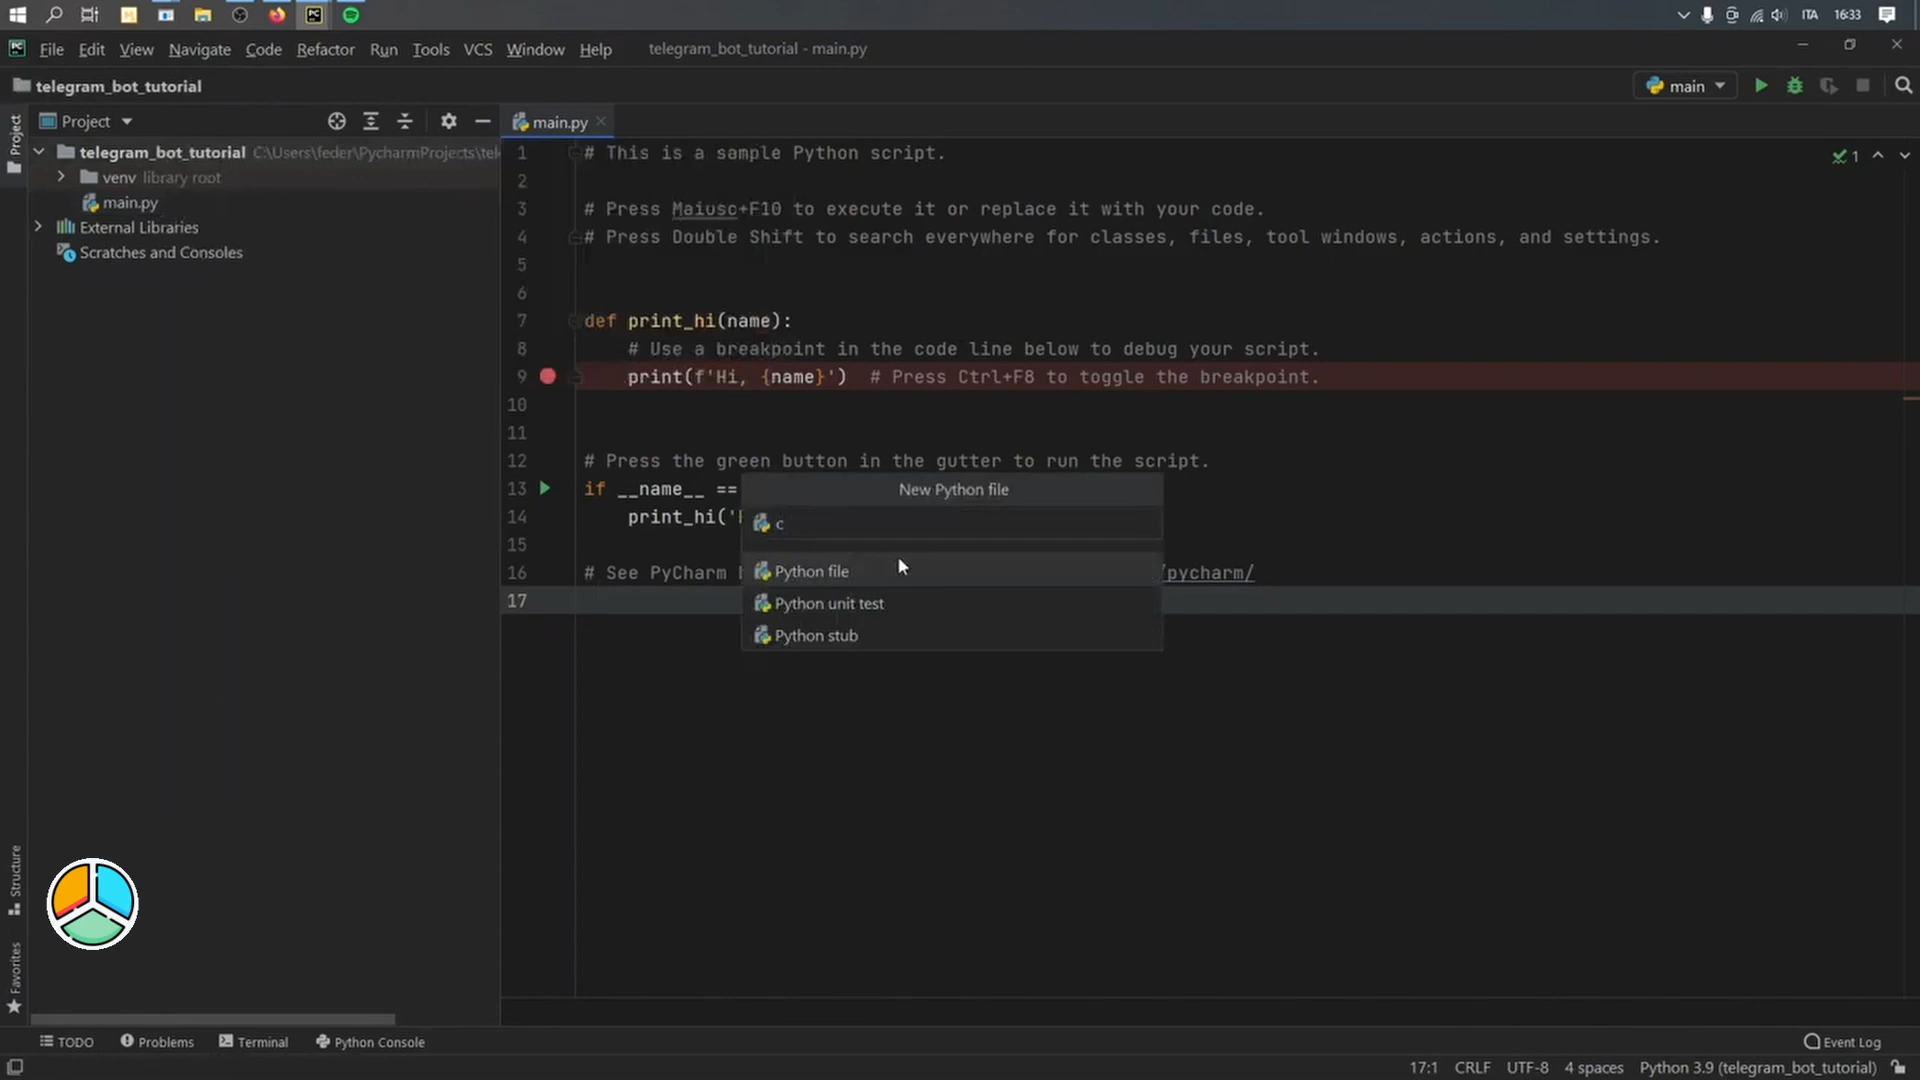 ITA 16:33
File Edit View Navigate Code Refactor Run Tools VCS Window Help telegram_bot_tutorial - main.py
telegram_bot_tutorial main
Project main.py
Project
telegram_bot_tutorial C:\Users\feder\PycharmProjects\tel
venv library root
main.py
External Libraries
Scratches and Consoles
1 # This is a sample Python script.
1
2
3 # Press Maiusc+F10 to execute it or replace it with your code.
4 # Press Double Shift to search everywhere for classes, files, tool windows, actions, and settings.
5
6
7 def print_hi(name):
8 # Use a breakpoint in the code line below to debug your script.
9 print(f'Hi, {name}') # Press Ctrl+F8 to toggle the breakpoint.
10
11
12 # Press the green button in the gutter to run the script.
13 if __name__ ==
14 print_hi('
15
16 # See PyCharm /pycharm/
17
New Python file
c
Python file
Python unit test
Python stub
Structure
Favorites
TODO Problems Terminal Python Console Event Log
17:1 CRLF UTF-8 4 spaces Python 3.9 (telegram_bot_tutorial)